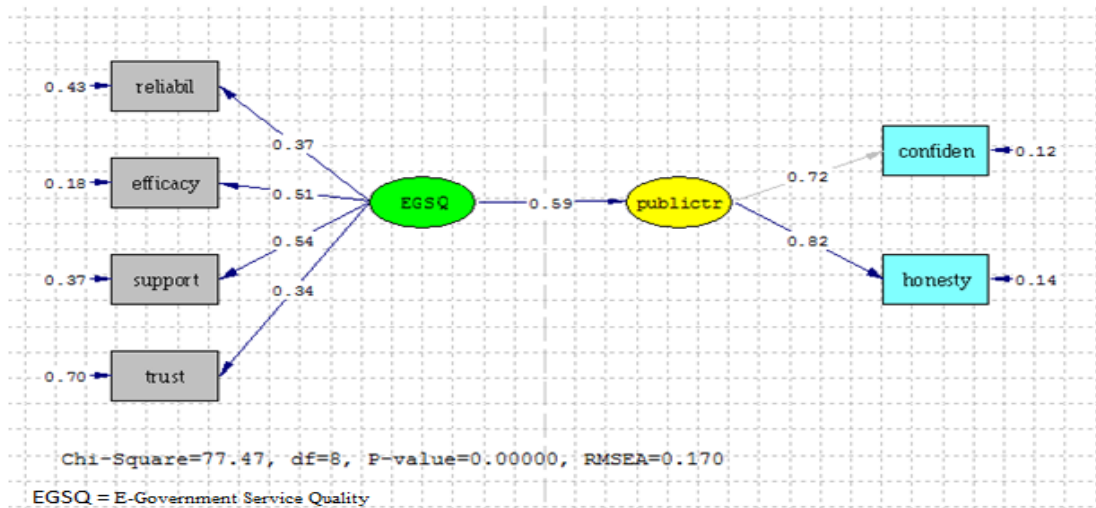 0.43
reliabil
0.37
0.18
efficacy
0.51
EGSQ
0.59
publictr
0.72
confiden
0.12
0.37
support
0.54
0.82
honesty
0.14
0.34
0.70
trust
Chi-Square=77.47, df=8, P-value=0.00000, RMSEA=0.170
EGSQ = E-Government Service Quality